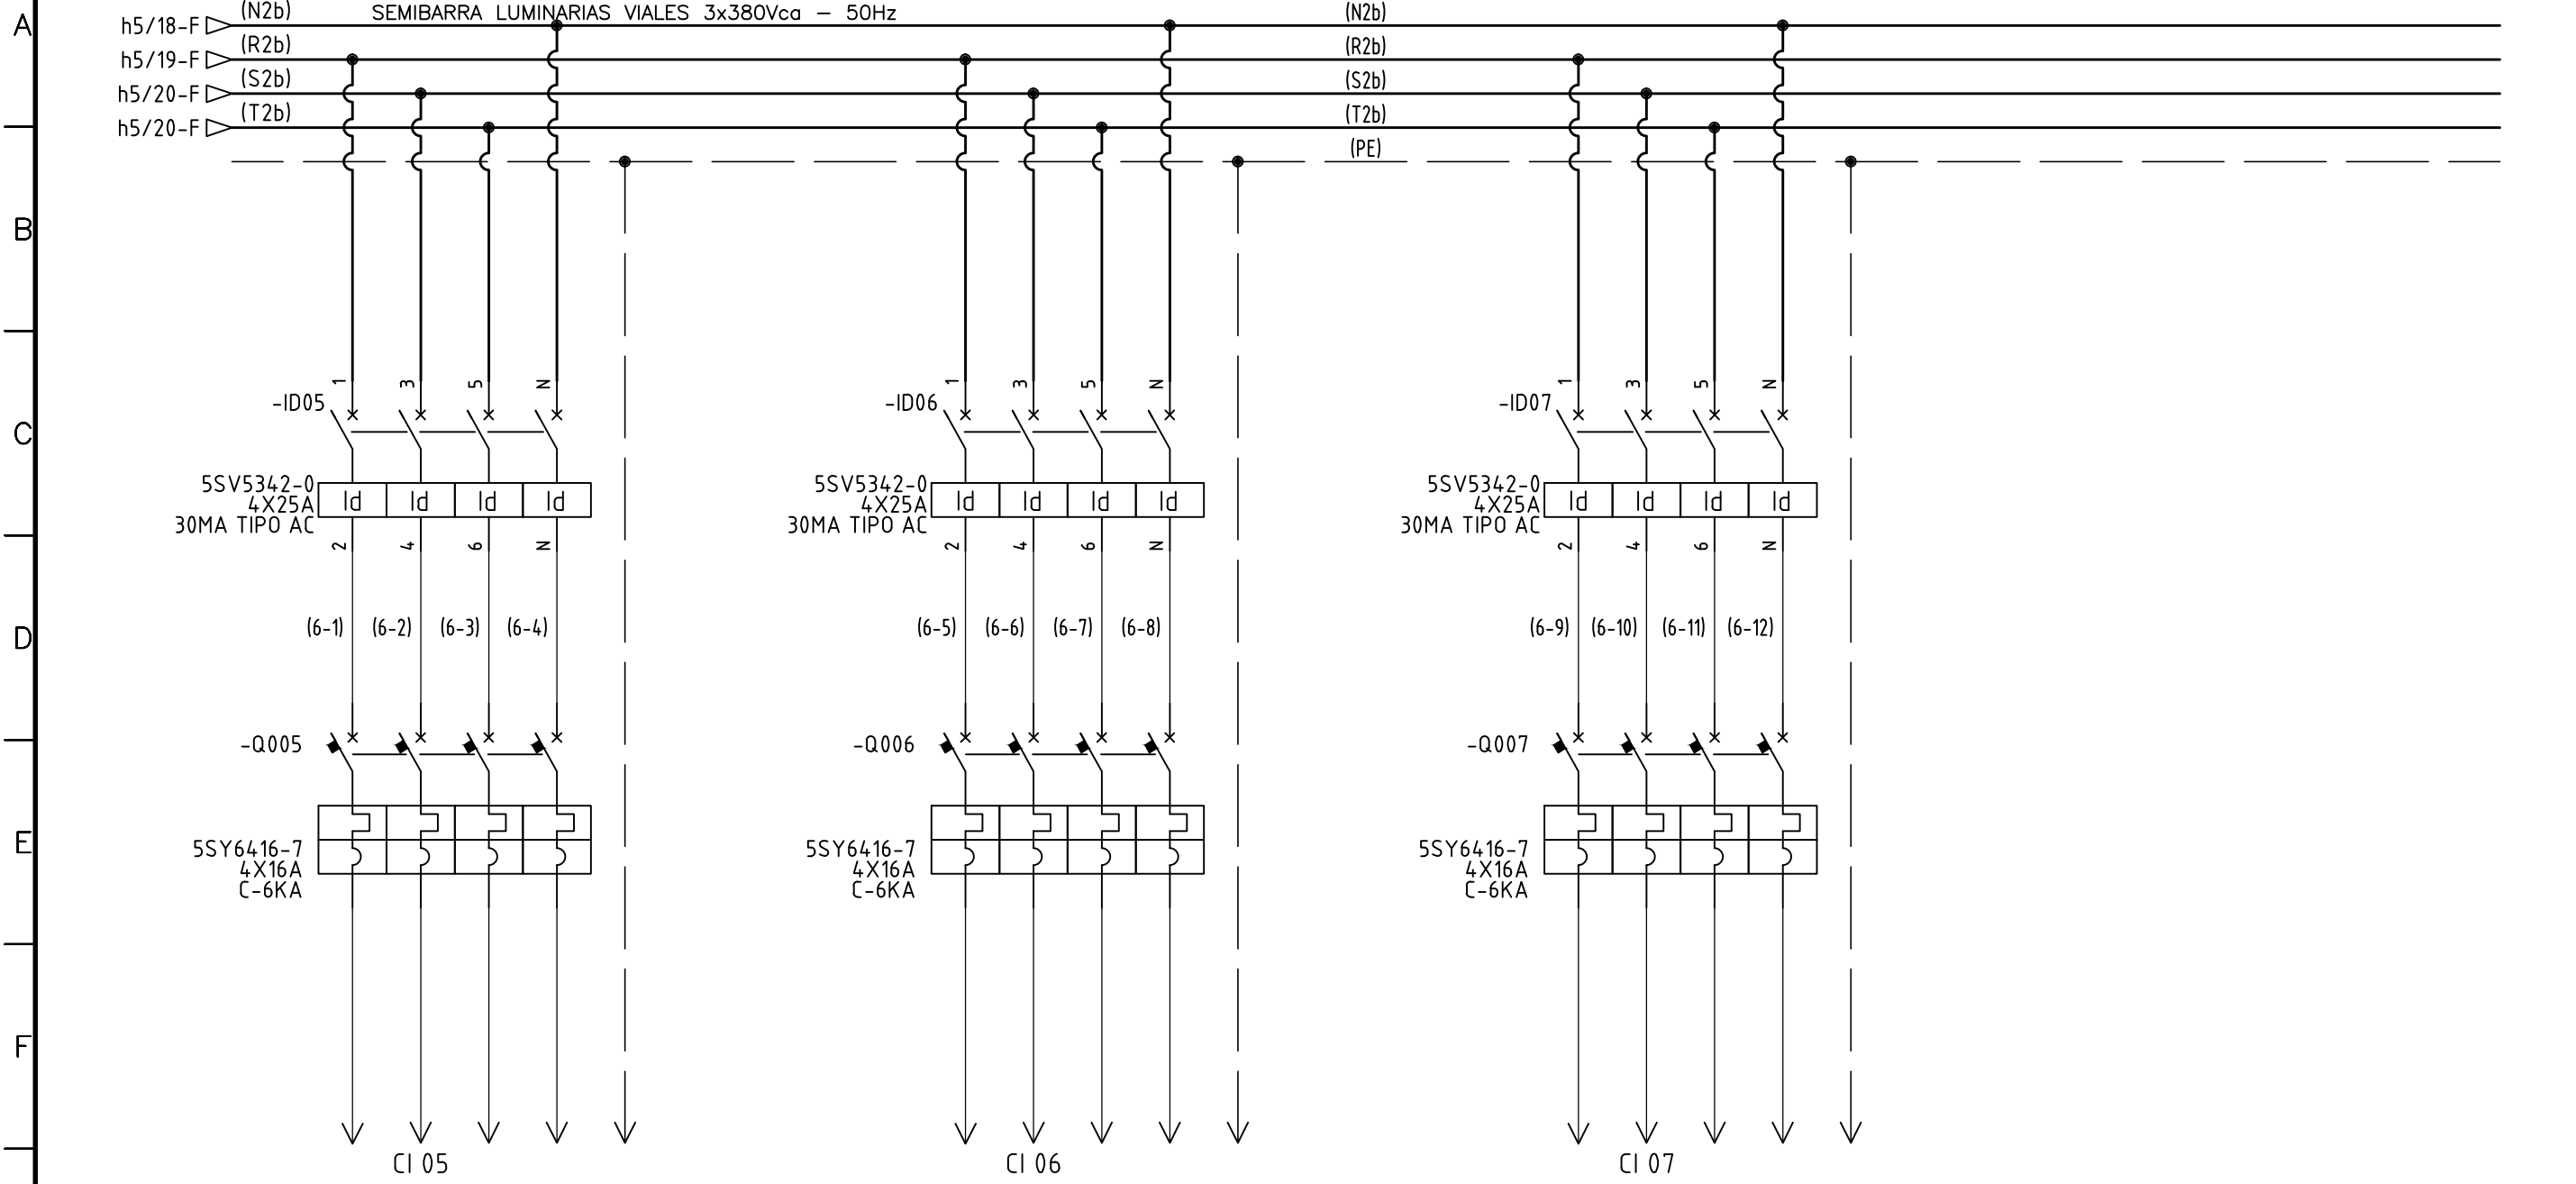 A
(N2b) SEMIBARRA LUMINARIAS VIALES 3x380Vca - 50Hz (N2b)
h5/18-F
(R2b) (R2b)
h5/19-F
(S2b) (S2b)
h5/20-F
(T2b) (T2b)
h5/20-F
(PE)
B
1 3 5 N 1 3 5 N 1 3 5 N
-ID05 -ID06 -ID07
C
5SV5342-0 5SV5342-0 5SV5342-0
4X25A Id Id Id Id 4X25A Id Id Id Id 4X25A Id Id Id Id
30MA TIPO AC 30MA TIPO AC 30MA TIPO AC
2 4 6 N 2 4 6 N 2 4 6 N
(6-1) (6-2) (6-3) (6-4) (6-5) (6-6) (6-7) (6-8) (6-9) (6-10) (6-11) (6-12)
D
-Q005 -Q006 -Q007
E
5SY6416-7 5SY6416-7 5SY6416-7
4X16A 4X16A 4X16A
C-6KA C-6KA C-6KA
F
CI 05 CI 06 CI 07